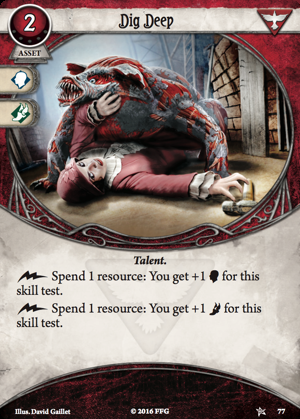 2
Dig Deep
ASSET
Talent.
Spend 1 resource: You get +1 for this
skill test.
Spend 1 resource: You get +1 for this
skill test.
Illus. David Gaillet
© 2016 FFG
77